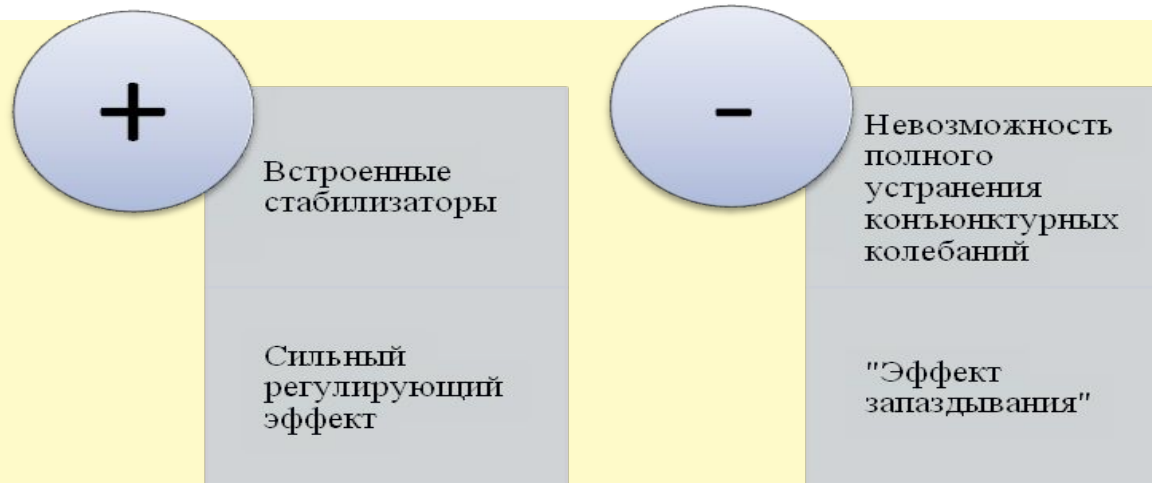 +
Встроенные
стабилизаторы
Сильный
регулирующий
эффект
-
Невозможность
полного
устранения
конъюнктурных
колебаний
"Эффект
запаздывания"